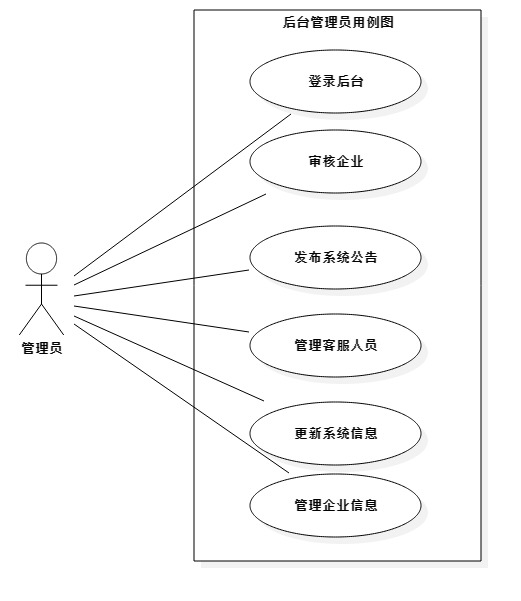 后台管理员用例图
登录后台
审核企业
发布系统公告
管理客服人员
管理员
更新系统信息
管理企业信息